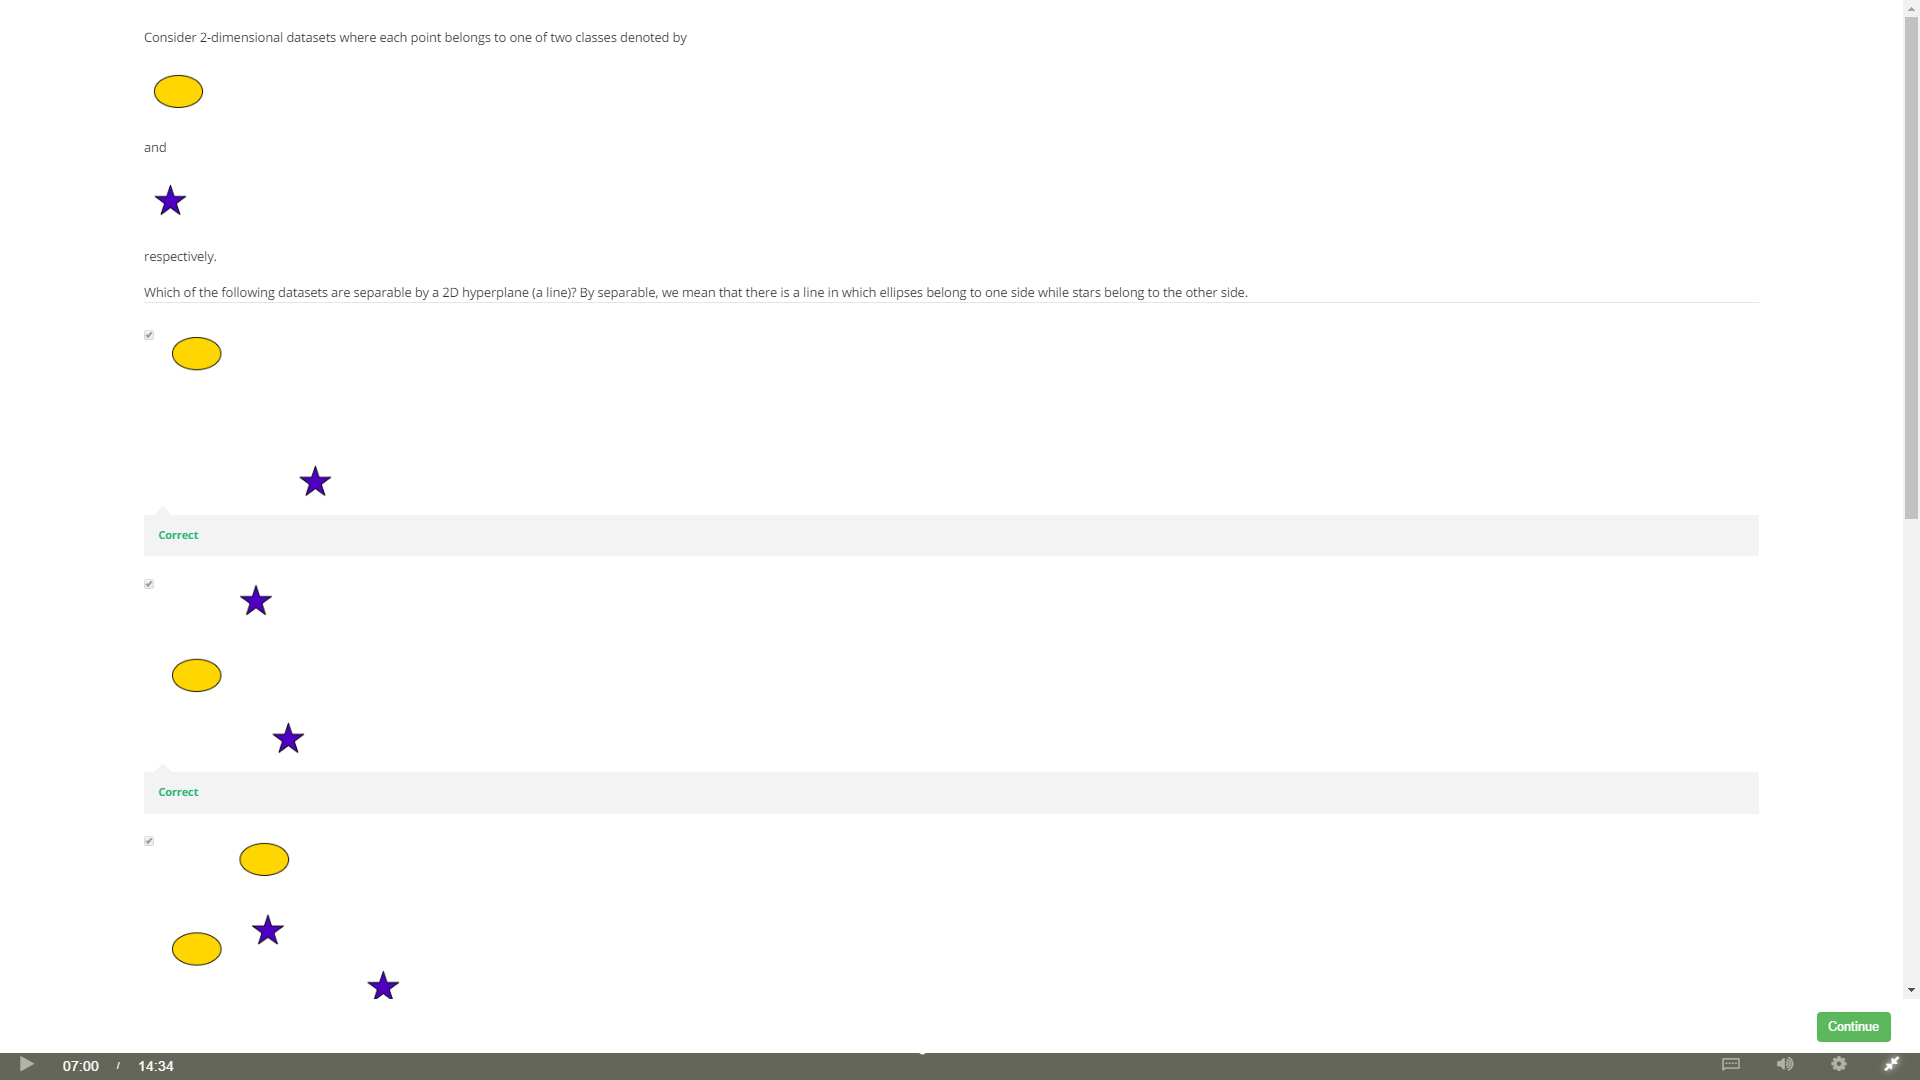 Consider 2-dimensional datasets where each point belongs to one of two classes denoted by
and
respectively.
Which of the following datasets are separable by a 2D hyperplane (a line)? By separable, we mean that there is a line in which ellipses belong to one side while stars belong to the other side.
Correct
Correct
Continue
07:00 / 14:34